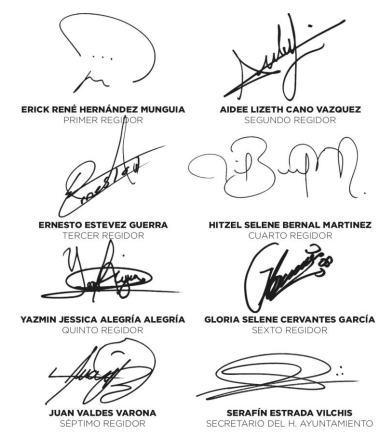 ERICK RENÉ HERNÁNDEZ MUNGUIA
PRIMER REGIDOR
AIDEE LIZETH CANO VAZQUEZ
SEGUNDO REGIDOR
ERNESTO ESTEVEZ GUERRA
TERCER REGIDOR
HITZEL SELENE BERNAL MARTINEZ
CUARTO REGIDOR
YAZMIN JESSICA ALEGRÍA ALEGRÍA
QUINTO REGIDOR
GLORIA SELENE CERVANTES GARCÍA
SEXTO REGIDOR
JUAN VALDES VARONA
SÉPTIMO REGIDOR
SERAFÍN ESTRADA VILCHIS
SECRETARIO DEL H. AYUNTAMIENTO